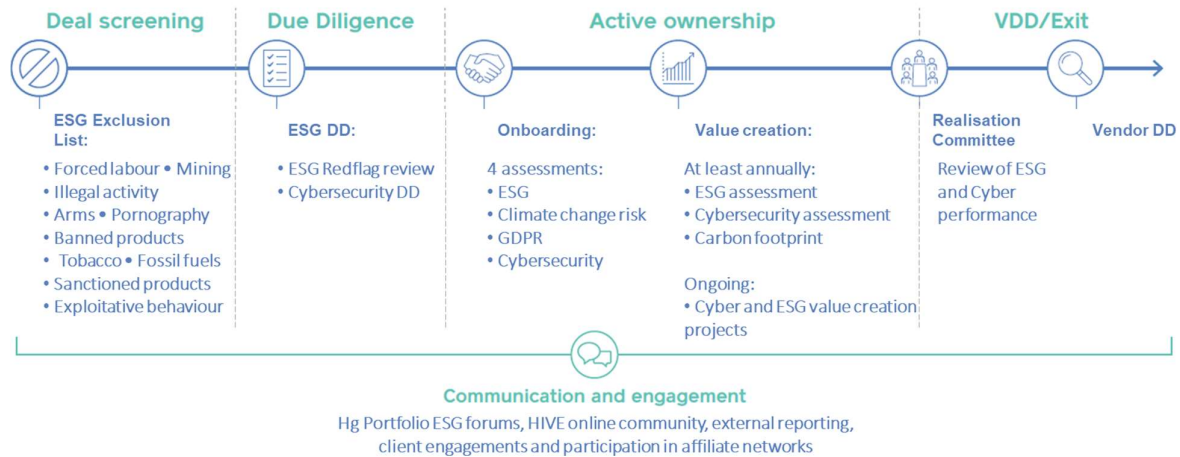 Deal screening
Due Diligence
Active ownership
VDD/Exit
ESG Exclusion
List:
• Forced labour • Mining
• Illegal activity
• Arms • Pornography
• Banned products
• Tobacco • Fossil fuels
• Sanctioned products
• Exploitative behaviour
ESG DD:
• ESG Redflag review
• Cybersecurity DD
Onboarding:
4 assessments:
• ESG
• Climate change risk
• GDPR
• Cybersecurity
Value creation:
At least annually:
• ESG assessment
• Cybersecurity assessment
• Carbon footprint
Ongoing:
• Cyber and ESG value creation
projects
Realisation
Committee
Review of ESG
and Cyber
performance
Vendor DD
Communication and engagement
Hg Portfolio ESG forums, HIVE online community, external reporting,
client engagements and participation in affiliate networks